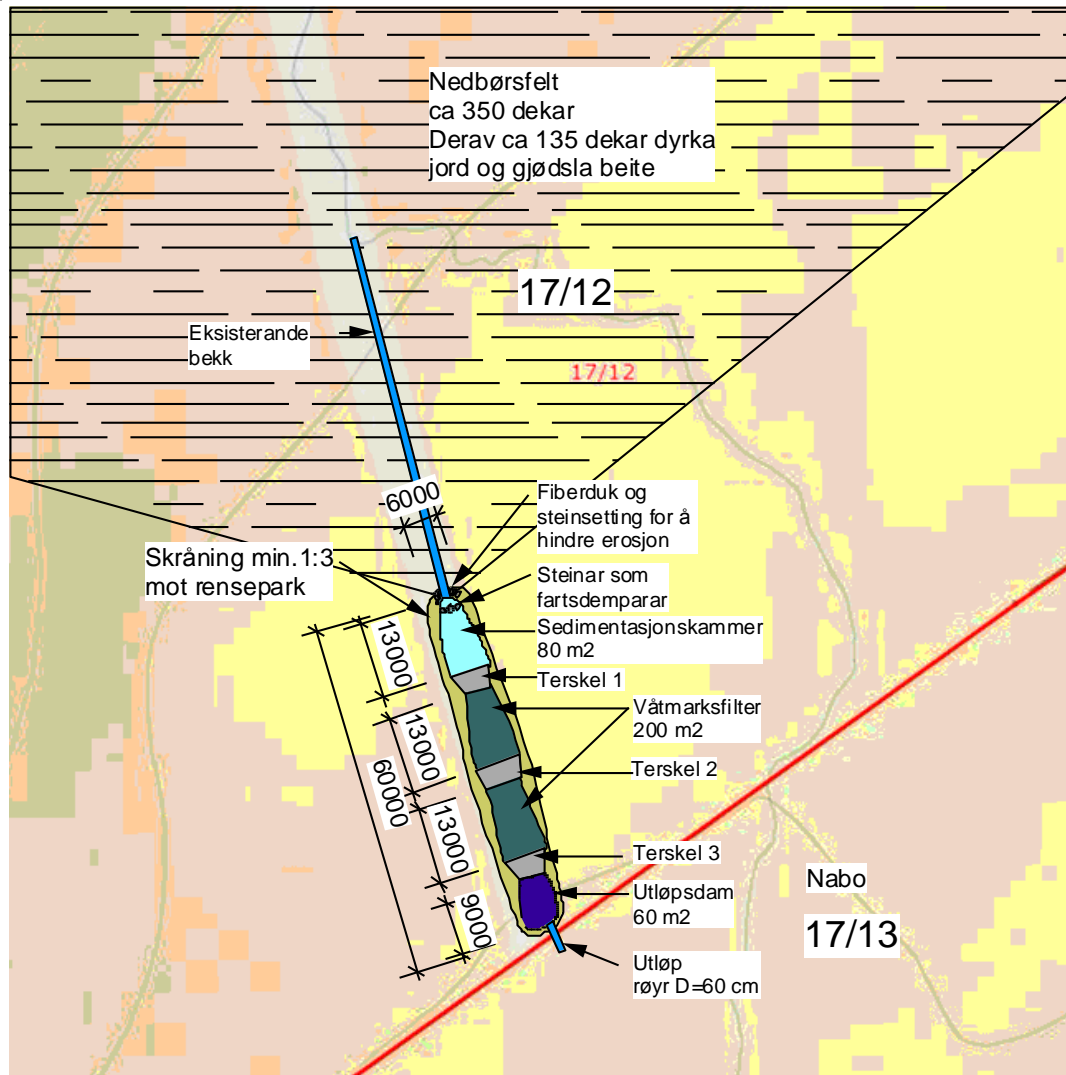 Nedbørsfelt
ca 350 dekar
Derav ca 135 dekar dyrka
jord og gjødsla beite
17/12
Eksisterande
bekk
17/12
6000
Fiberduk og
steinsetting for å
hindre erosjon
Skråning min.1:3
mot rensepark
Steinar som
fartsdemparar
Sedimentasjonskammer
80 m2
13000
Terskel 1
Våtmarksfilter
200 m2
13000
60000
Terskel 2
13000
Terskel 3
9000
Utløpsdam
60 m2
Nabo
17/13
Utløp
røyr D=60 cm